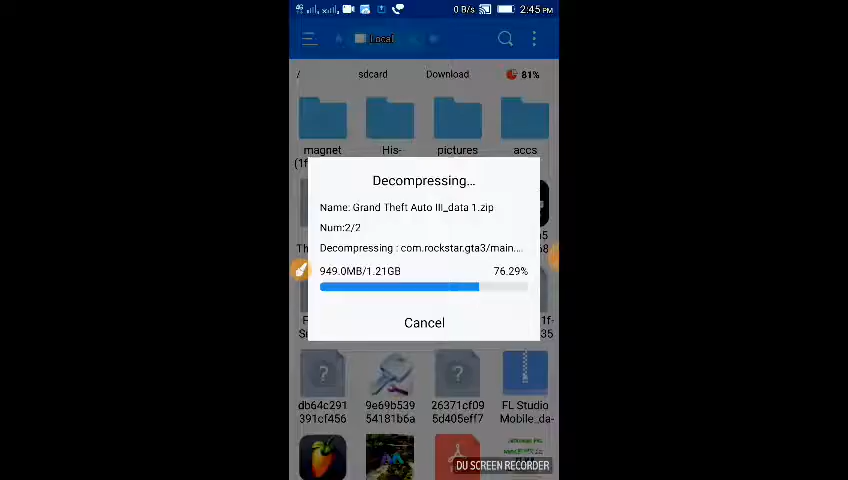 0 B/s 2:45 PM
Local
/ sdcard Download 81%
magnet His- pictures accs
Decompressing...
Name: Grand Theft Auto III_data 1.zip
Num:2/2
Decompressing : com.rockstar.gta3/main....
949.0MB/1.21GB 76.29%
Cancel
db64c291 9e69b539 26371cf09 FL Studio
391cf456 54181b6a 5d405eff7 Mobile_da-
DU SCREEN RECORDER